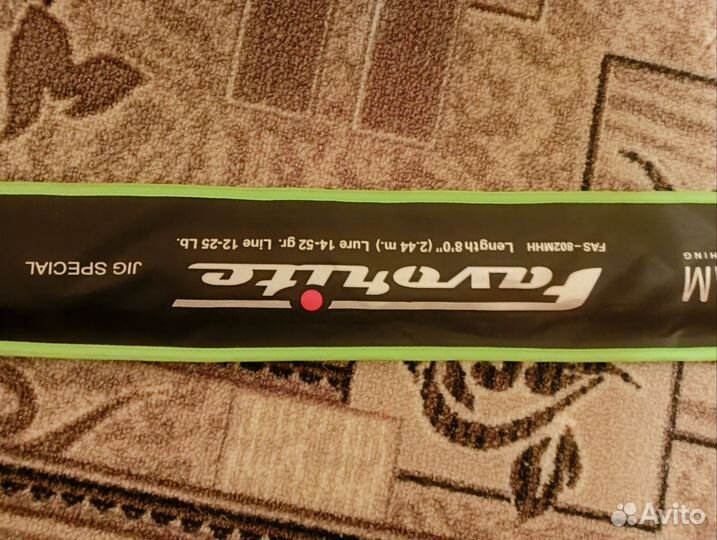 M
HING
Favorite
FAS-802MHH Length 8'0'' (2.44 m.) Lure 14-52 gr. Line 12-25 Lb.
JIG SPECIAL
Avito